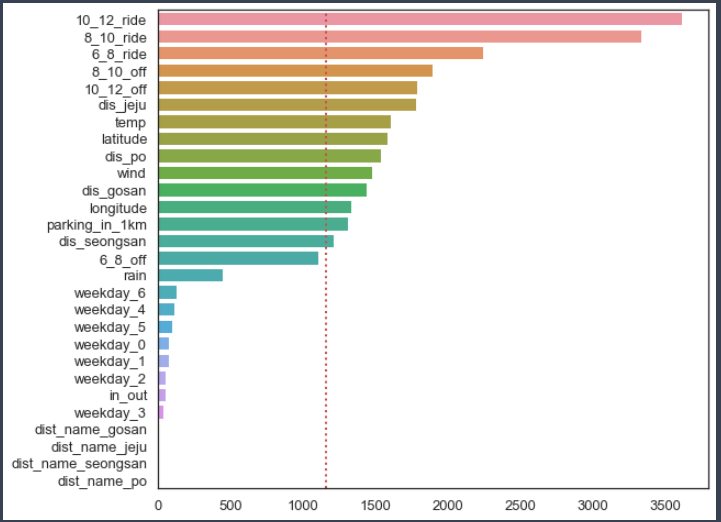 10_12_ride
8_10_ride
6_8_ride
8_10_off
10_12_off
dis_jeju
temp
latitude
dis_po
wind
dis_gosan
longitude
parking_in_1km
dis_seongsan
6_8_off
rain
weekday_6
weekday_4
weekday_5
weekday_0
weekday_1
weekday_2
in_out
weekday_3
dist_name_gosan
dist_name_jeju
dist_name_seongsan
dist_name_po
0 500 1000 1500 2000 2500 3000 3500